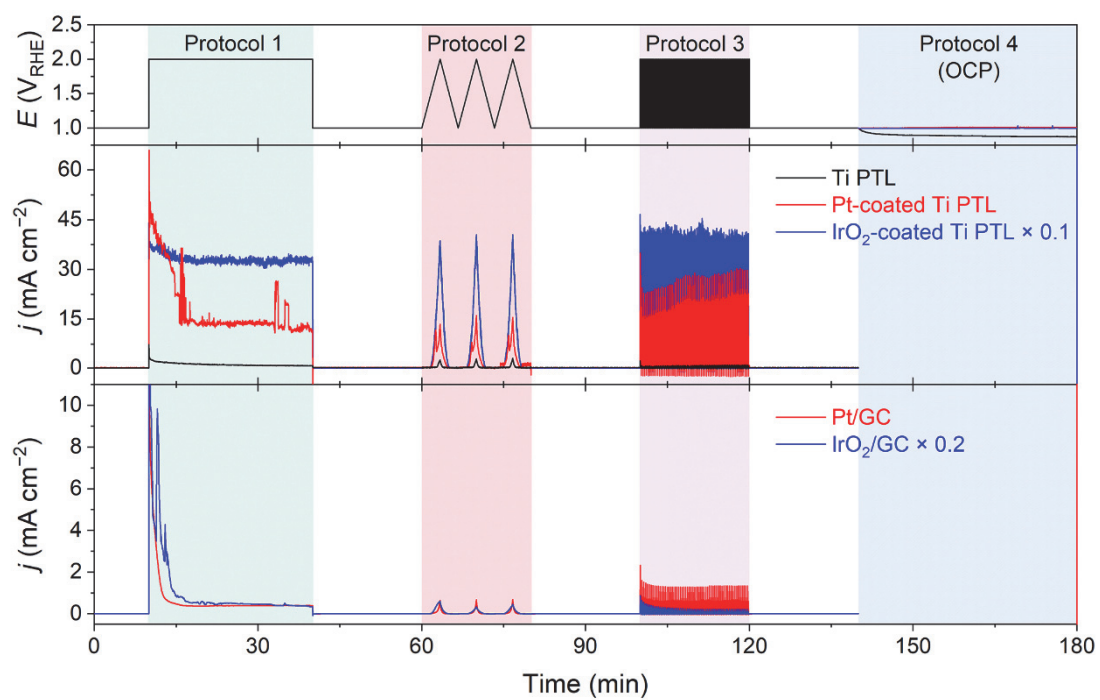 2.5
2.0
1.5
1.0
E (V_RHE)
Protocol 1
Protocol 2
Protocol 3
Protocol 4
(OCP)
60
45
30
15
0
j (mA cm⁻²)
Ti PTL
Pt-coated Ti PTL
IrO₂-coated Ti PTL × 0.1
10
8
6
4
2
0
j (mA cm⁻²)
Pt/GC
IrO₂/GC × 0.2
0 30 60 90 120 150 180
Time (min)